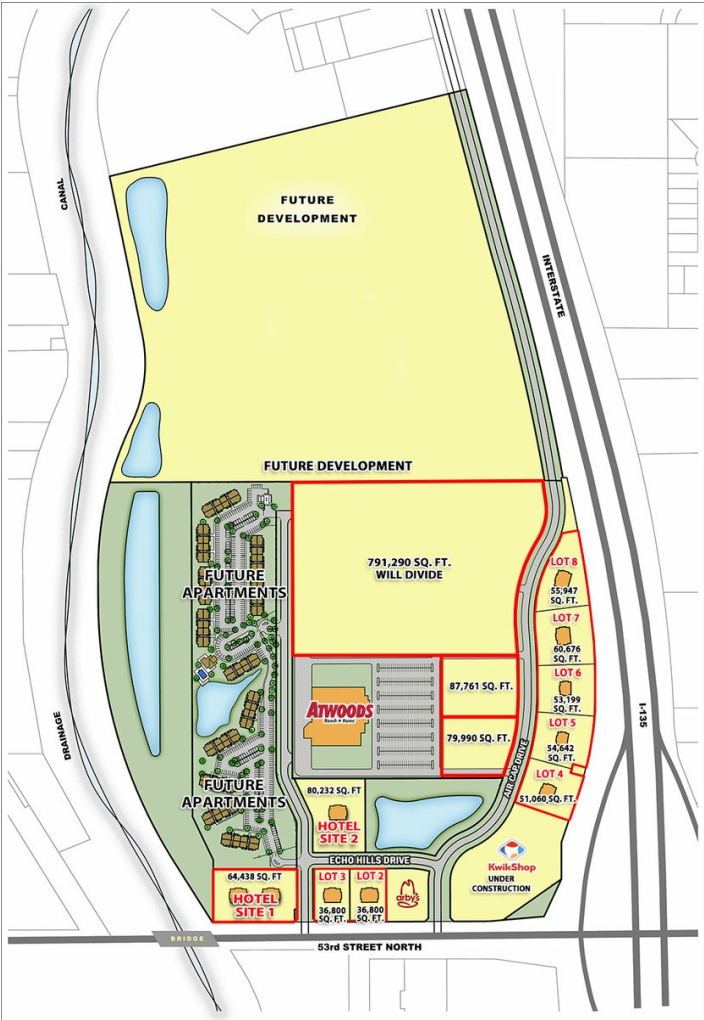 FUTURE
DEVELOPMENT
CANAL
INTERSTATE
FUTURE DEVELOPMENT
791,290 SQ. FT.
WILL DIVIDE
FUTURE
APARTMENTS
LOT 8
55,947
SQ. FT.
LOT 7
60,676
SQ. FT.
LOT 6
53,199
SQ. FT.
LOT 5
54,642
SQ. FT.
LOT 4
51,060 SQ. FT.
87,761 SQ. FT.
79,990 SQ. FT.
ATWOODS
Ranch & Home
I-135
DRAINAGE
AIR CAP DRIVE
FUTURE
APARTMENTS
80,232 SQ. FT
HOTEL
SITE 2
ECHO HILLS DRIVE
KwikShop
UNDER
CONSTRUCTION
64,438 SQ. FT
HOTEL
SITE 1
LOT 3
36,800
SQ. FT.
LOT 2
36,800
SQ. FT.
arby's
BRIDGE
53rd STREET NORTH